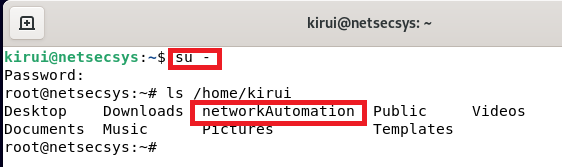 kirui@netsecsys: ~
kirui@netsecsys:~$ su -
Password:
root@netsecsys:~# ls /home/kirui
Desktop    Downloads  networkAutomation  Public     Videos
Documents  Music      Pictures           Templates
root@netsecsys:~#